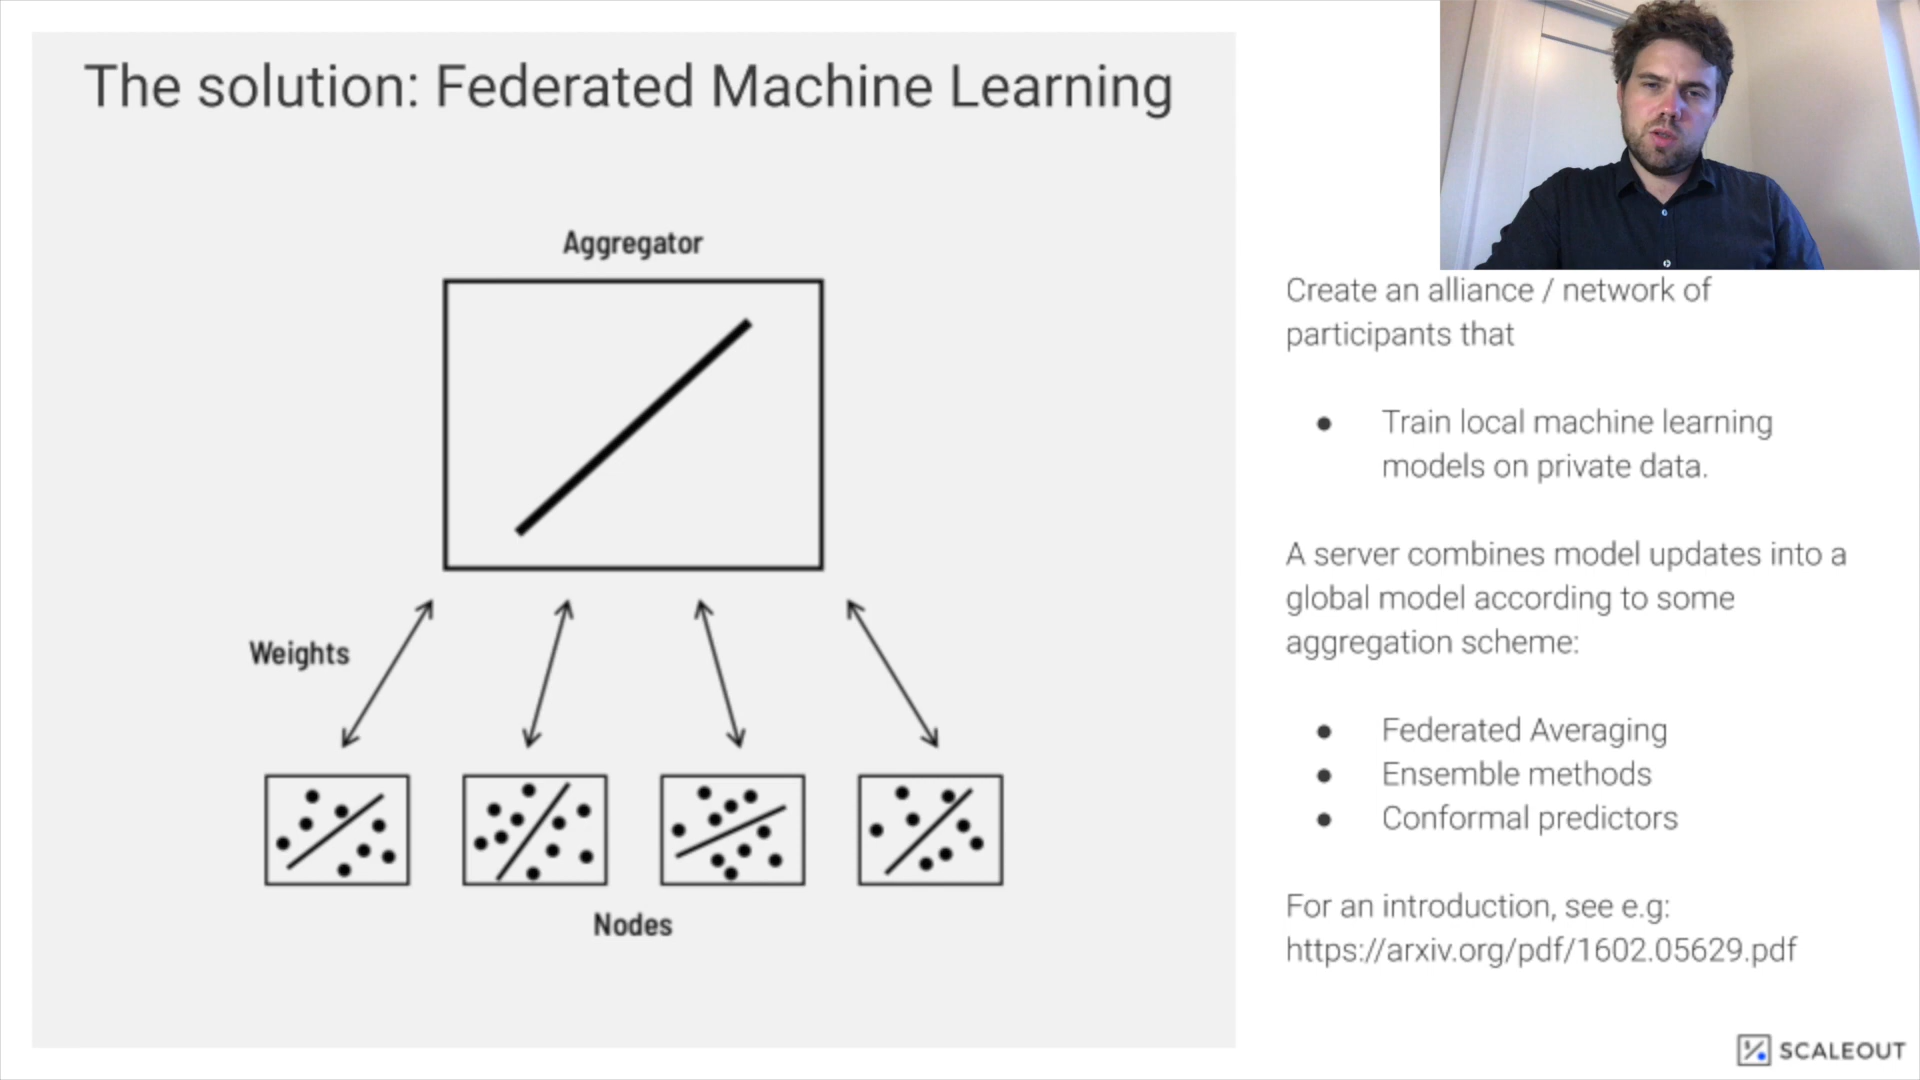 The solution: Federated Machine Learning
Aggregator
Weights
Nodes
Create an alliance / network of
participants that
● Train local machine learning
models on private data.
A server combines model updates into a
global model according to some
aggregation scheme:
● Federated Averaging
● Ensemble methods
● Conformal predictors
For an introduction, see e.g:
https://arxiv.org/pdf/1602.05629.pdf
SCALEOUT